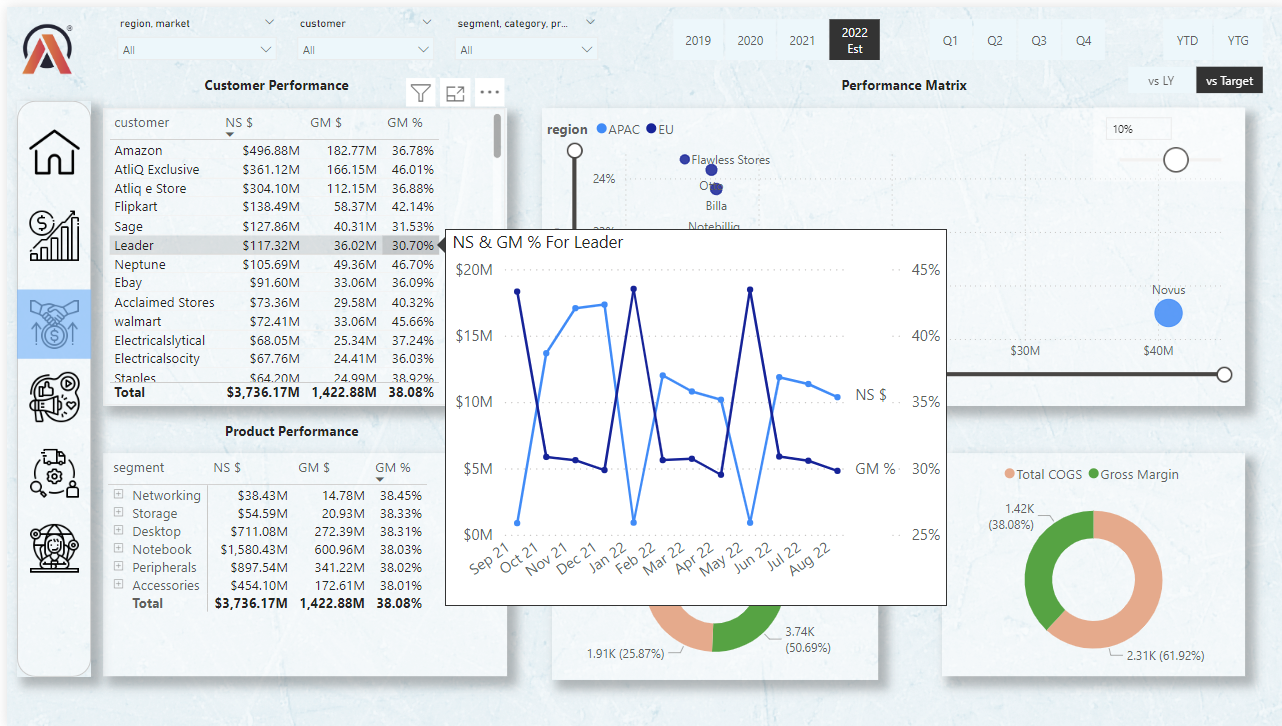 region, market
customer
segment, category, pr...
All
All
All
2019
2020
2021
2022 Est
Q1
Q2
Q3
Q4
YTD
YTG
vs LY
vs Target
Customer Performance
customer NS $ GM $ GM %
Amazon $496.88M 182.77M 36.78%
AtliQ Exclusive $361.12M 166.15M 46.01%
Atliq e Store $304.10M 112.15M 36.88%
Flipkart $138.49M 58.37M 42.14%
Sage $127.86M 40.31M 31.53%
Leader $117.32M 36.02M 30.70%
Neptune $105.69M 49.36M 46.70%
Ebay $91.60M 33.06M 36.09%
Acclaimed Stores $73.36M 29.58M 40.32%
walmart $72.41M 33.06M 45.66%
Electricalslytical $68.05M 25.34M 37.24%
Electricalsocity $67.76M 24.41M 36.03%
Staples $64.20M 24.99M 38.92%
Total $3,736.17M 1,422.88M 38.08%
Performance Matrix
region APAC EU
10%
24%
Flawless Stores
Billa
Notebillig
Novus
$30M
$40M
NS & GM % For Leader
$20M
$15M
$10M
$5M
$0M
45%
40%
35%
30%
25%
NS $
GM %
Sep 21
Oct 21
Nov 21
Dec 21
Jan 22
Feb 22
Mar 22
Apr 22
May 22
Jun 22
Jul 22
Aug 22
Product Performance
segment NS $ GM $ GM %
Networking $38.43M 14.78M 38.45%
Storage $54.59M 20.93M 38.33%
Desktop $711.08M 272.39M 38.31%
Notebook $1,580.43M 600.96M 38.03%
Peripherals $897.54M 341.22M 38.02%
Accessories $454.10M 172.61M 38.01%
Total $3,736.17M 1,422.88M 38.08%
1.91K (25.87%)
3.74K
(50.69%)
Total COGS Gross Margin
1.42K
(38.08%)
2.31K (61.92%)